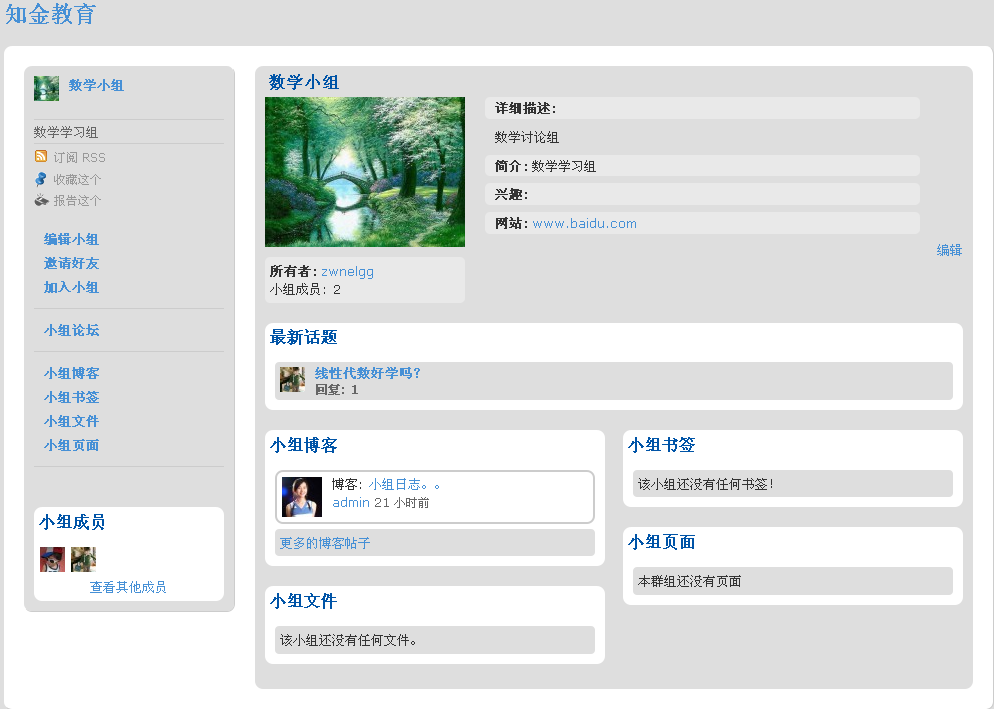 知金教育
数学小组
数学学习组
订阅 RSS
收藏这个
报告这个
编辑小组
邀请好友
加入小组
小组论坛
小组博客
小组书签
小组文件
小组页面
小组成员
查看其他成员
数学小组
详细描述:
数学讨论组
简介: 数学学习组
兴趣:
网站: www.baidu.com
编辑
所有者: zwnelgg
小组成员: 2
最新话题
线性代数好学吗?
回复: 1
小组博客
博客: 小组日志。。
admin 21 小时前
更多的博客帖子
小组书签
该小组还没有任何书签!
小组页面
本群组还没有页面
小组文件
该小组还没有任何文件。